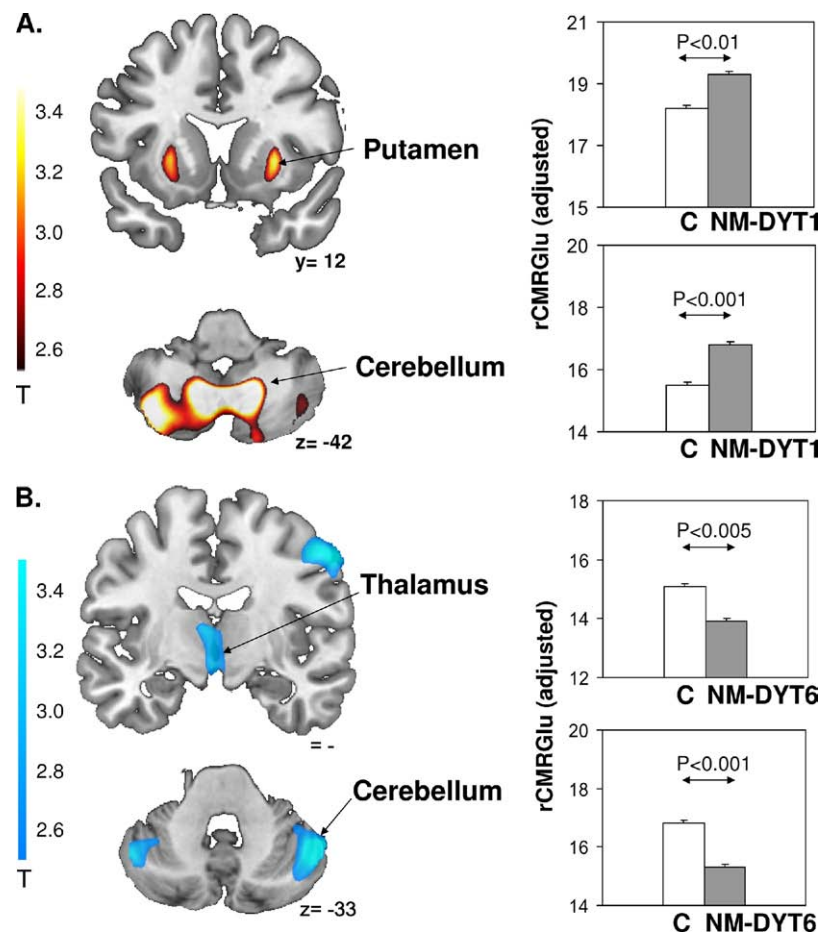 A.
3.4
3.2
3.0
2.8
2.6
T
Putamen
y= 12
Cerebellum
z= -42
rCMRGlu (adjusted)
21
19
17
15
P<0.01
C NM-DYT1
20
18
16
14
P<0.001
C NM-DYT1
B.
3.4
3.2
3.0
2.8
2.6
T
Thalamus
= -
Cerebellum
z= -33
rCMRGlu (adjusted)
18
16
14
12
P<0.005
C NM-DYT6
20
18
16
14
P<0.001
C NM-DYT6